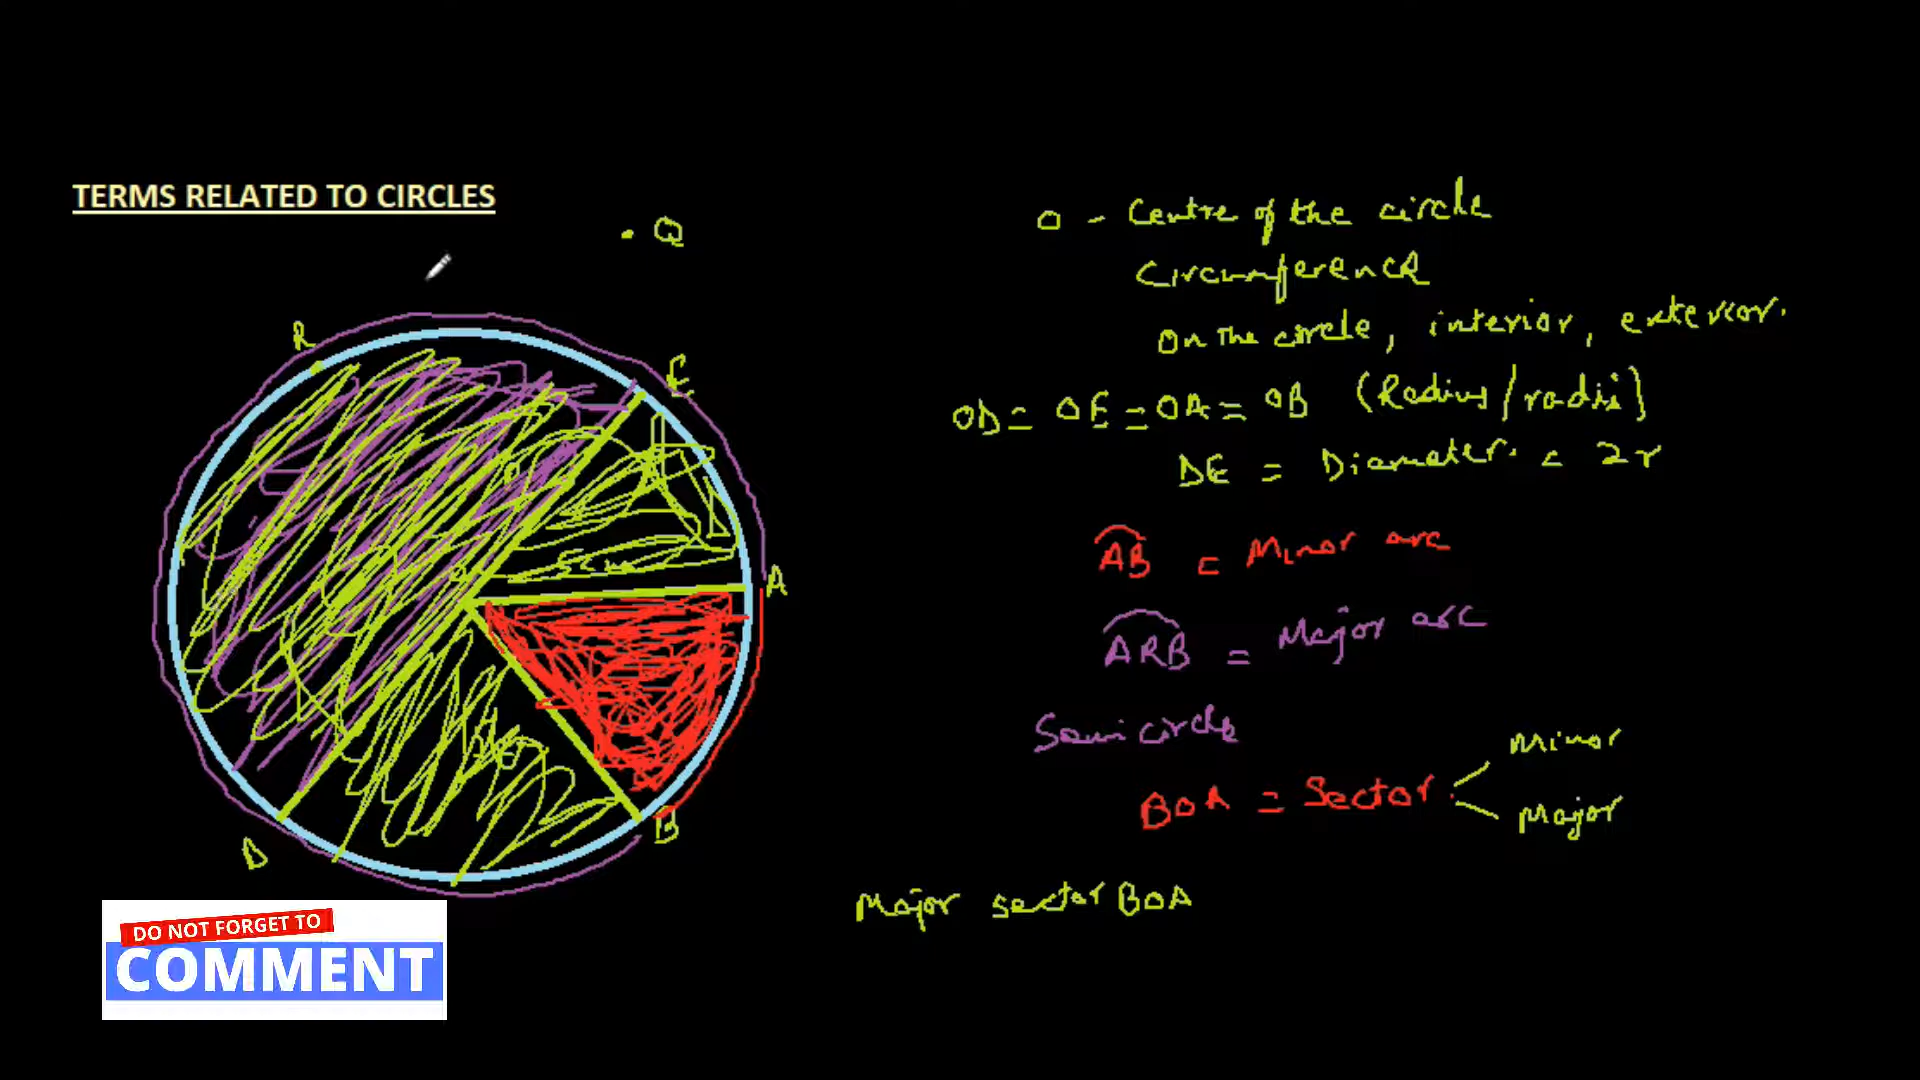 TERMS RELATED TO CIRCLES
. Q
R
E
A
B
D
5cm
O - Centre of the circle
Circumference
On the circle, interior, exterior.
OD = OE = OA = OB (Radius/radii)
DE = Diameter. = 2r
AB = Minor arc
ARB = Major arc
Semi circle
BOA = Sector
Minor
Major
Major sector BOA
DO NOT FORGET TO
COMMENT